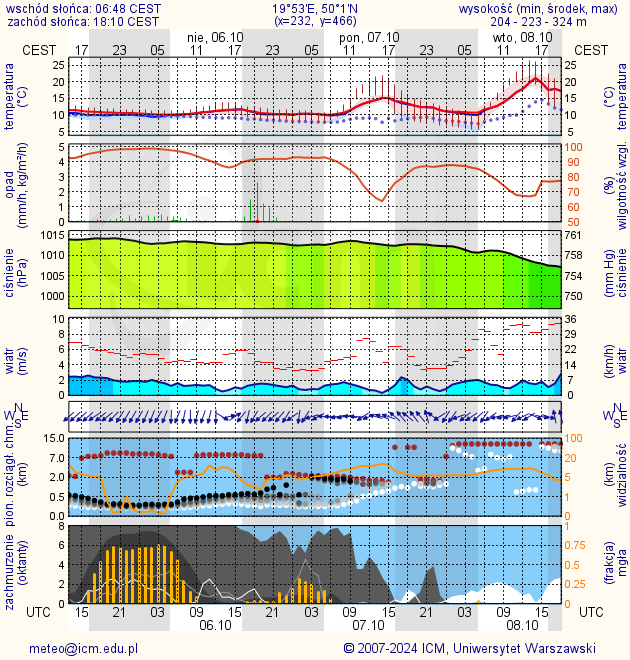 wschód słońca: 06:48 CEST
zachód słońca: 18:10 CEST
19°53'E, 50°1'N
(x=232, y=466)
wysokość (min, środek, max)
204 - 223 - 324 m
nie, 06.10 pon, 07.10 wto, 08.10
CEST 17 23 05 11 17 23 05 11 17 23 05 11 17 CEST
temperatura
(°C)
25
20
15
10
5
25
20
15
10
5
temperatura
(°C)
opad
(mm/h, kg/m²/h)
5
4
3
2
1
0
100
90
80
70
60
50
(%)
wilgotność wzgl.
ciśnienie
(hPa)
1015
1010
1005
1000
761
758
754
750
(mm Hg)
ciśnienie
wiatr
(m/s)
10
8
6
4
2
0
36
29
22
14
7
0
(km/h)
wiatr
N
W E
S
N
W E
S
pion. rozciągł. chm.
(km)
15.0
7.0
2.0
0.5
0.0
100
20
5
1
0
(km)
widzialność
zachmurzenie
(oktanty)
8
6
4
2
0
1
0.75
0.5
0.25
0
(frakcja)
mgła
UTC 15 21 03 09 15 21 03 09 15 21 03 09 15 UTC
06.10 07.10 08.10
meteo@icm.edu.pl
© 2007-2024 ICM, Uniwersytet Warszawski